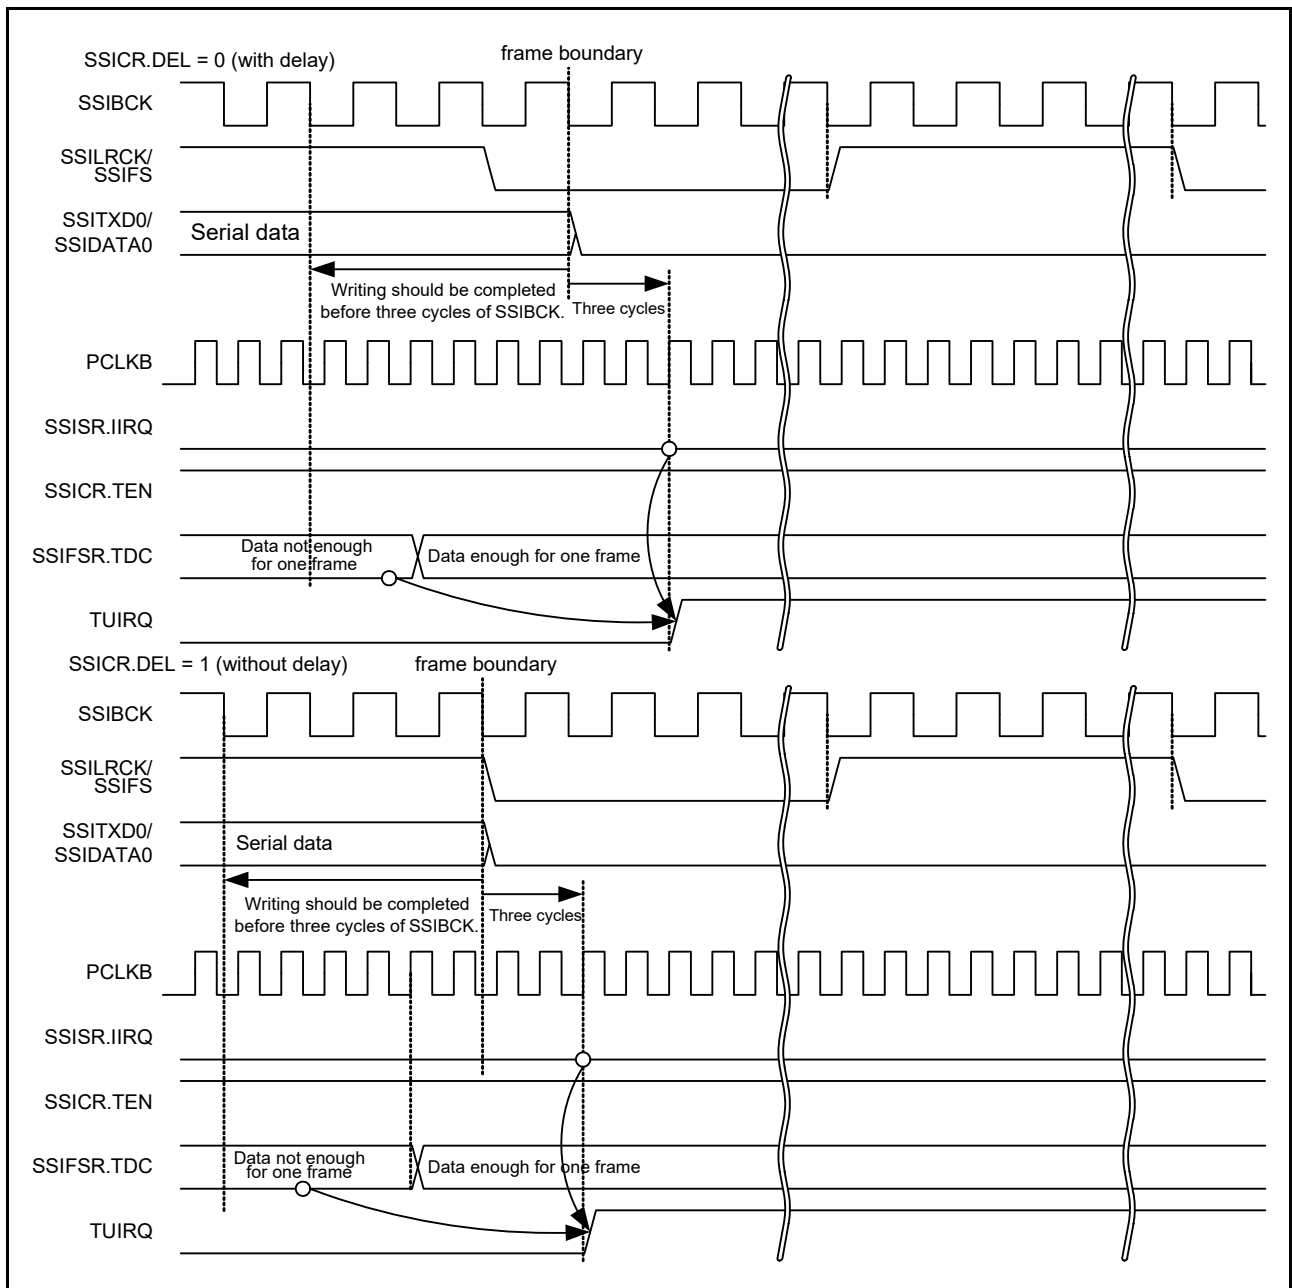 SSICR.DEL = 0 (with delay)
frame boundary
SSIBCK
SSILRCK/
SSIFS
SSITXD0/
SSIDATA0
Serial data
Writing should be completed
before three cycles of SSIBCK.
Three cycles
PCLKB
SSISR.IIRQ
SSICR.TEN
SSIFSR.TDC
Data not enough
for one frame
Data enough for one frame
TUIRQ
SSICR.DEL = 1 (without delay)
frame boundary
SSIBCK
SSILRCK/
SSIFS
SSITXD0/
SSIDATA0
Serial data
Writing should be completed
before three cycles of SSIBCK.
Three cycles
PCLKB
SSISR.IIRQ
SSICR.TEN
SSIFSR.TDC
Data not enough
for one frame
Data enough for one frame
TUIRQ